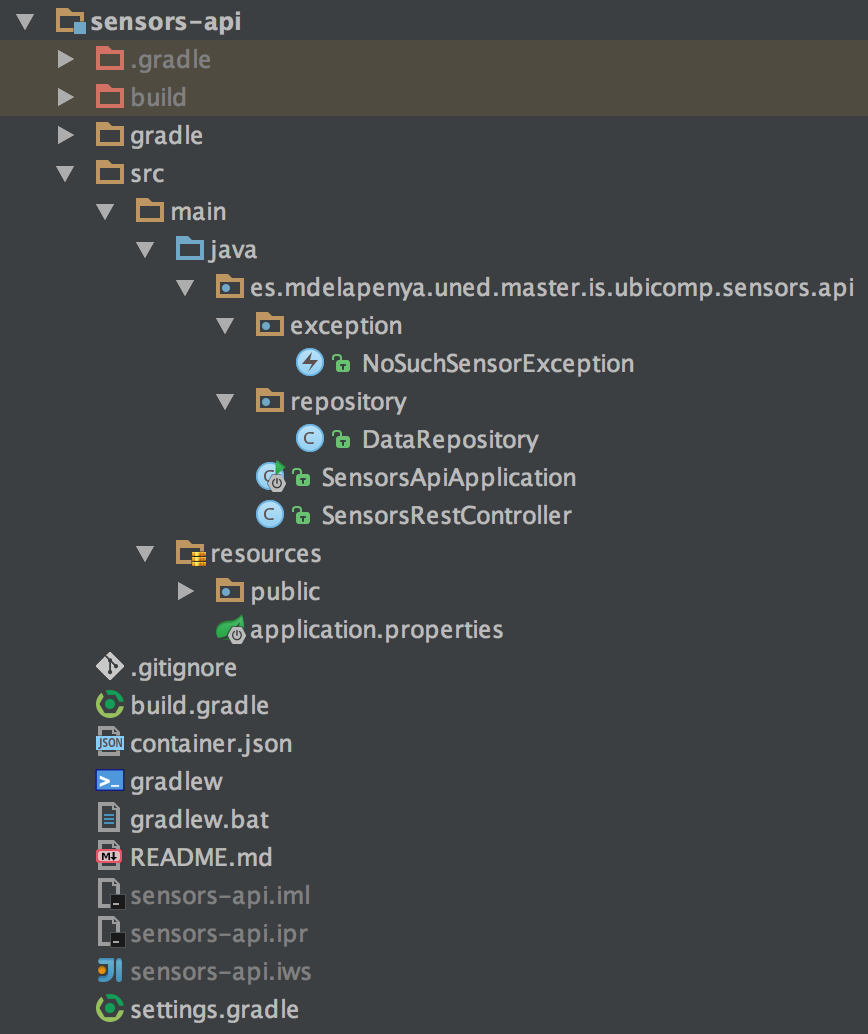 sensors-api
.gradle
build
gradle
src
main
java
es.mdelapenya.uned.master.is.ubicomp.sensors.api
exception
NoSuchSensorException
repository
C DataRepository
C SensorsApiApplication
C SensorsRestController
resources
public
application.properties
.gitignore
build.gradle
JSON container.json
>_ gradlew
gradlew.bat
M↓ README.md
sensors-api.iml
sensors-api.ipr
JI sensors-api.iws
settings.gradle